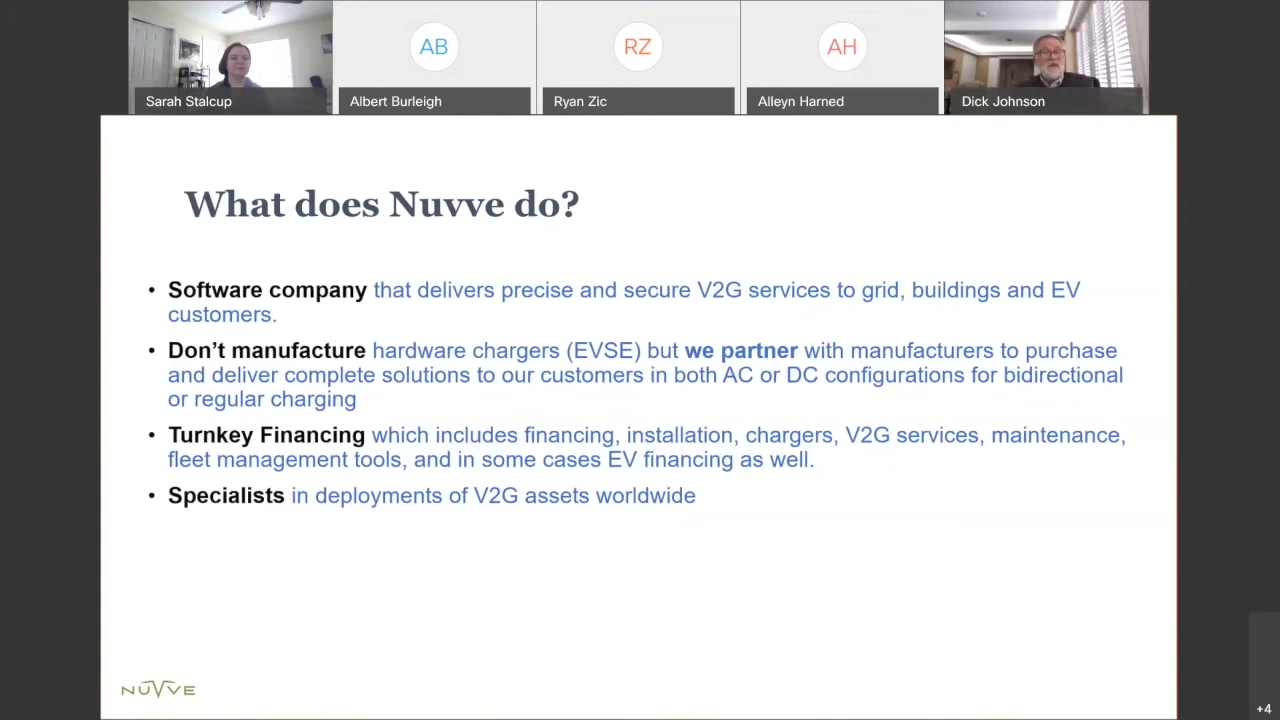 AB
RZ
AH
Sarah Stalcup
Albert Burleigh
Ryan Zic
Alleyn Harned
Dick Johnson
What does Nuvve do?
• Software company that delivers precise and secure V2G services to grid, buildings and EV
customers.
• Don’t manufacture hardware chargers (EVSE) but we partner with manufacturers to purchase
and deliver complete solutions to our customers in both AC or DC configurations for bidirectional
or regular charging
• Turnkey Financing which includes financing, installation, chargers, V2G services, maintenance,
fleet management tools, and in some cases EV financing as well.
• Specialists in deployments of V2G assets worldwide
NUVVE
+4